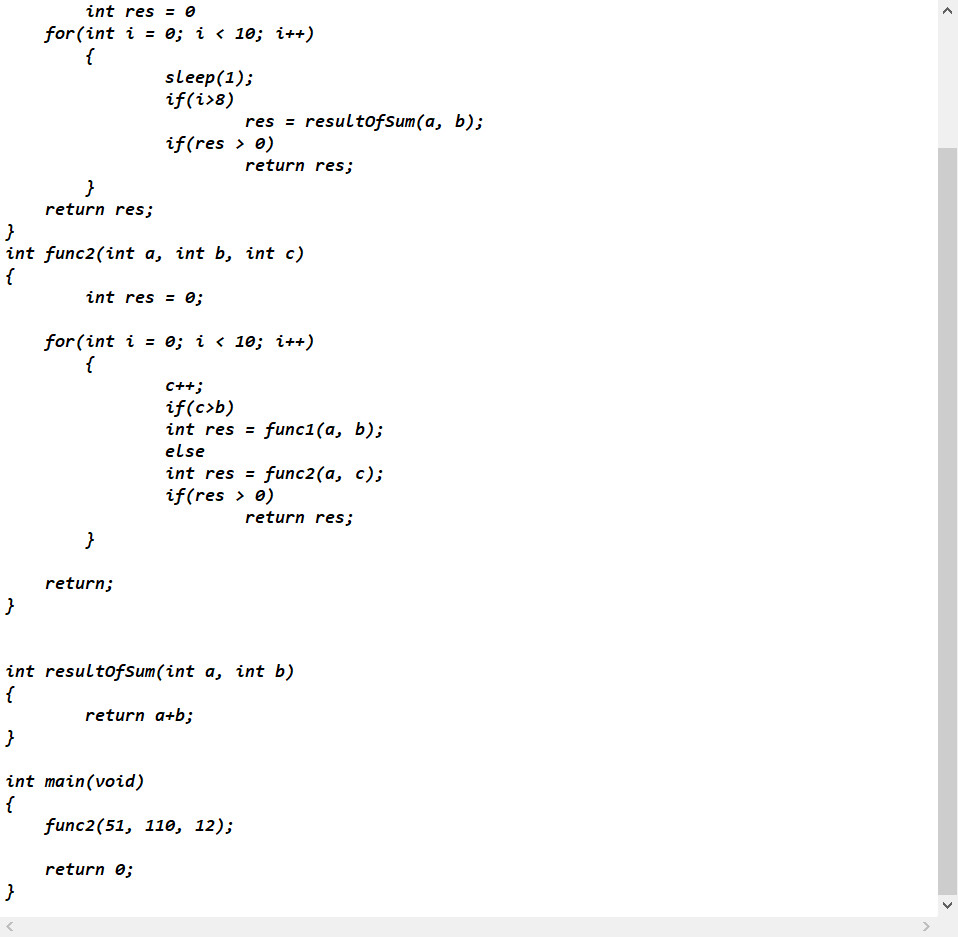 int res = 0
for(int i = 0; i < 10; i++)
{
sleep(1);
if(i>8)
res = resultOfSum(a, b);
if(res > 0)
return res;
}
return res;
}
int func2(int a, int b, int c)
{
int res = 0;
for(int i = 0; i < 10; i++)
{
c++;
if(c>b)
int res = func1(a, b);
else
int res = func2(a, c);
if(res > 0)
return res;
}
return;
}
int resultOfSum(int a, int b)
{
return a+b;
}
int main(void)
{
func2(51, 110, 12);
return 0;
}